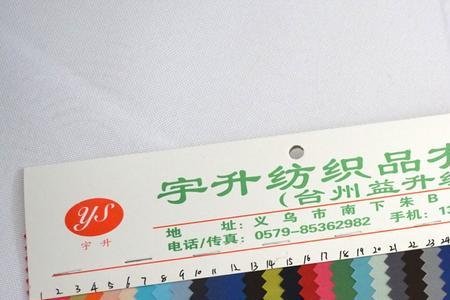 宇升纺织品
(台州益升
YS
宇升
地 址: 义乌市南下朱B
电话/传真: 0579-85362982 手机: 13
2 3 4 5 6 7 8 9 10 11 12 13 14 15 16 17 18 19 20 21 22 23 24